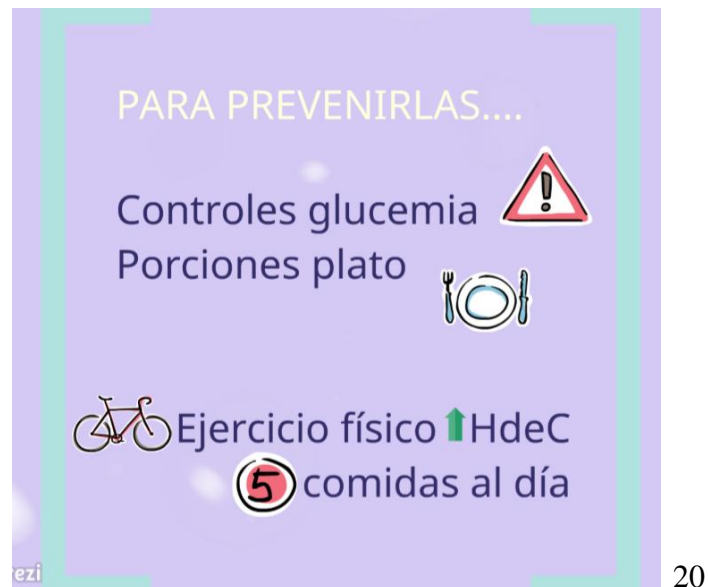 PARA PREVENIRLAS....
Controles glucemia
Porciones plato
Ejercicio físico HdeC
5 comidas al día
ezi
20